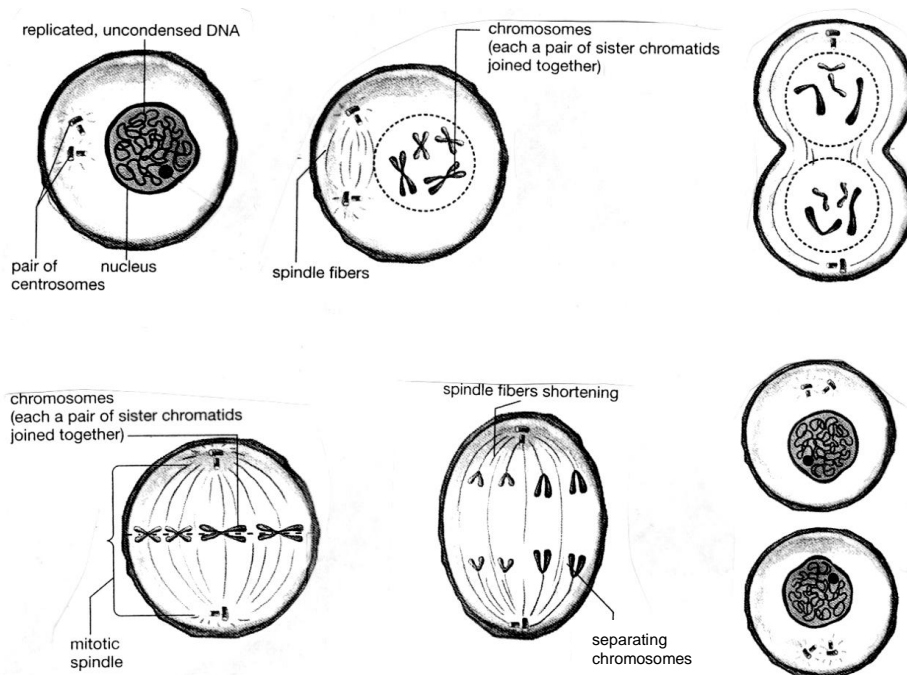 replicated, uncondensed DNA
chromosomes
(each a pair of sister chromatids
joined together)
pair of
centrosomes
nucleus
spindle fibers
chromosomes
(each a pair of sister chromatids
joined together)
spindle fibers shortening
mitotic
spindle
separating
chromosomes